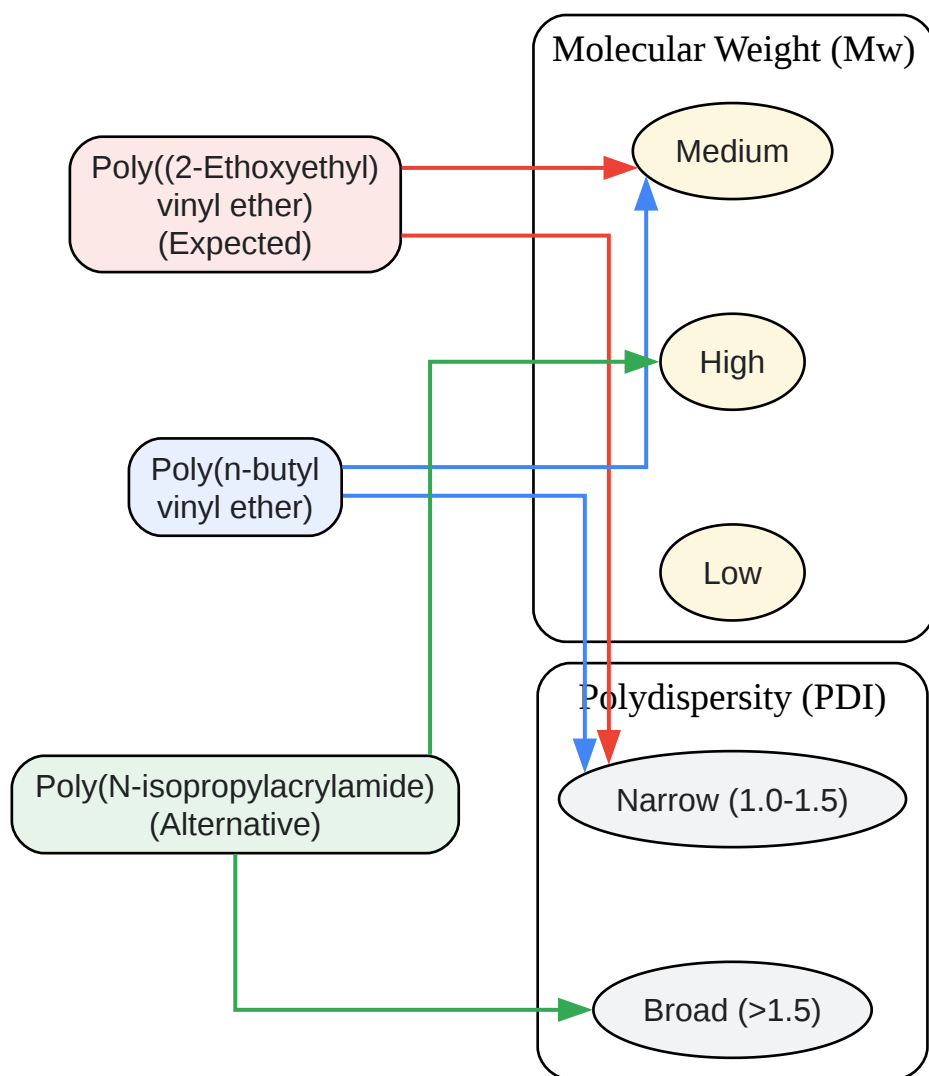 Molecular Weight (Mw)
Medium
Poly((2-Ethoxyethyl)
vinyl ether)
(Expected)
High
Poly(n-butyl
vinyl ether)
Low
Polydispersity (PDI)
Poly(N-isopropylacrylamide)
(Alternative)
Narrow (1.0-1.5)
Broad (>1.5)